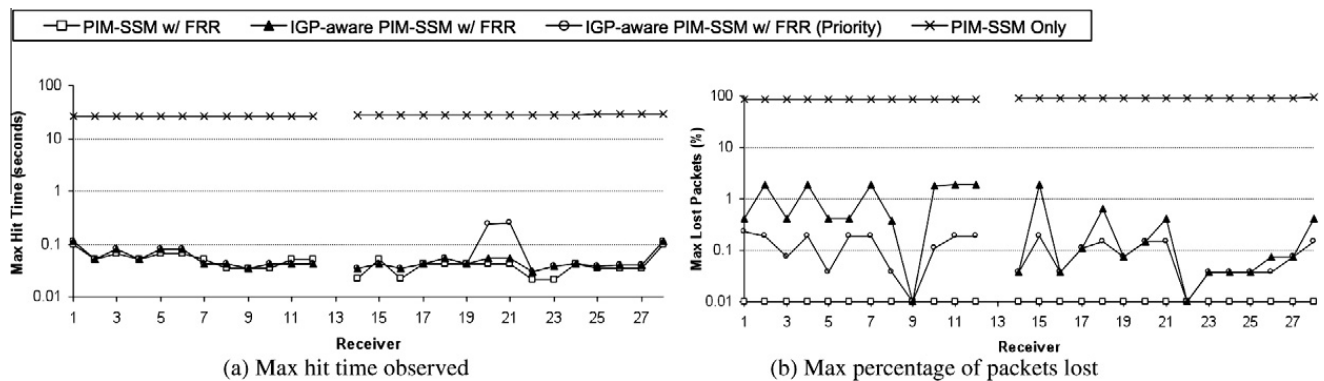 PIM-SSM w/ FRR IGP-aware PIM-SSM w/ FRR IGP-aware PIM-SSM w/ FRR (Priority) PIM-SSM Only
Max Hit Time (seconds)
100
10
1
0.1
0.01
1 3 5 7 9 11 13 15 17 19 21 23 25 27
Receiver
(a) Max hit time observed
Max Lost Packets (%)
100
10
1
0.1
0.01
1 3 5 7 9 11 13 15 17 19 21 23 25 27
Receiver
(b) Max percentage of packets lost